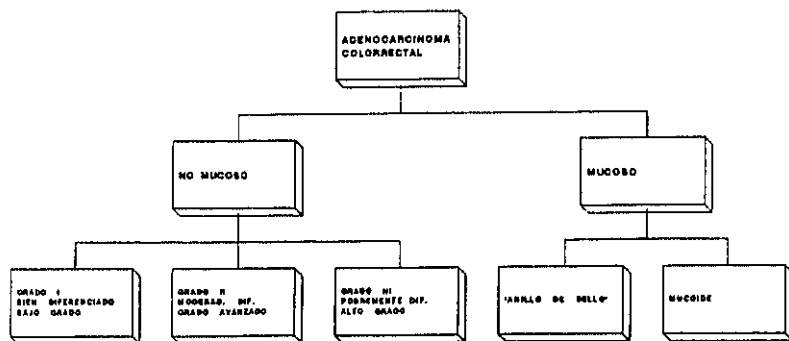 ADENOCARCINOMA
COLORRECTAL
NO MUCOSO
MUCOSO
GRADO I
BIEN DIFERENCIADO
BAJO GRADO
GRADO II
MODERAD. DIF.
GRADO AVANZADO
GRADO III
POBREMENTE DIF.
ALTO GRADO
"ANILLO DE SELLO"
MUCOIDE